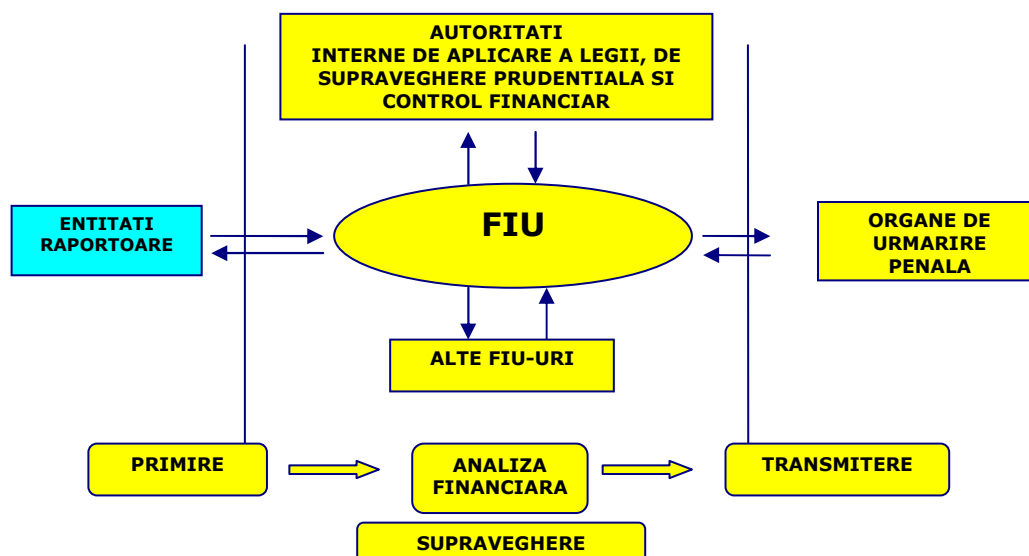 AUTORITATI
INTERNE DE APLICARE A LEGII, DE
SUPRAVEGHERE PRUDENTIALA SI
CONTROL FINANCIAR
ENTITATI
RAPORTOARE
FIU
ORGANE DE
URMARIRE
PENALA
ALTE FIU-URI
PRIMIRE
ANALIZA
FINANCIARA
TRANSMITERE
SUPRAVEGHERE